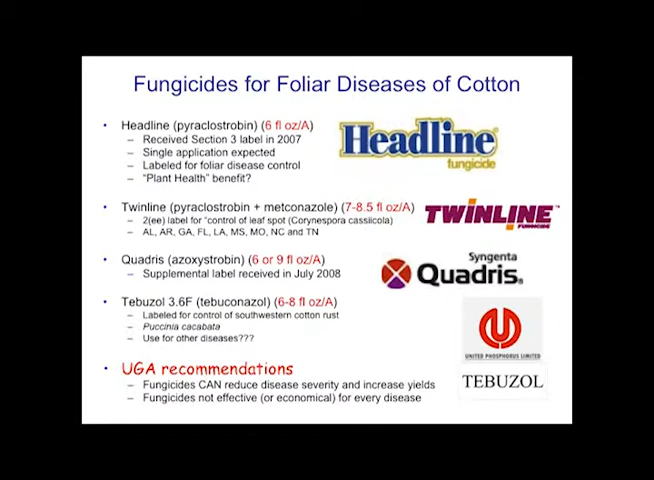 Fungicides for Foliar Diseases of Cotton
• Headline (pyraclostrobin) (6 fl oz/A)
– Received Section 3 label in 2007
– Single application expected
– Labeled for foliar disease control
– "Plant Health" benefit?
Headline
fungicide
• Twinline (pyraclostrobin + metconazole) (7-8.5 fl oz/A)
– 2(ee) label for "control of leaf spot (Corynespora cassiicola)
– AL, AR, GA, FL, LA, MS, MO, NC and TN
TWINLINE™
FUNGICIDE
• Quadris (azoxystrobin) (6 or 9 fl oz/A)
– Supplemental label received in July 2008
Syngenta
Quadris®
• Tebuzol 3.6F (tebuconazol) (6-8 fl oz/A)
– Labeled for control of southwestern cotton rust
– Puccinia cacabata
– Use for other diseases???
UNITED PHOSPHORUS LIMITED
TEBUZOL
• UGA recommendations
– Fungicides CAN reduce disease severity and increase yields
– Fungicides not effective (or economical) for every disease